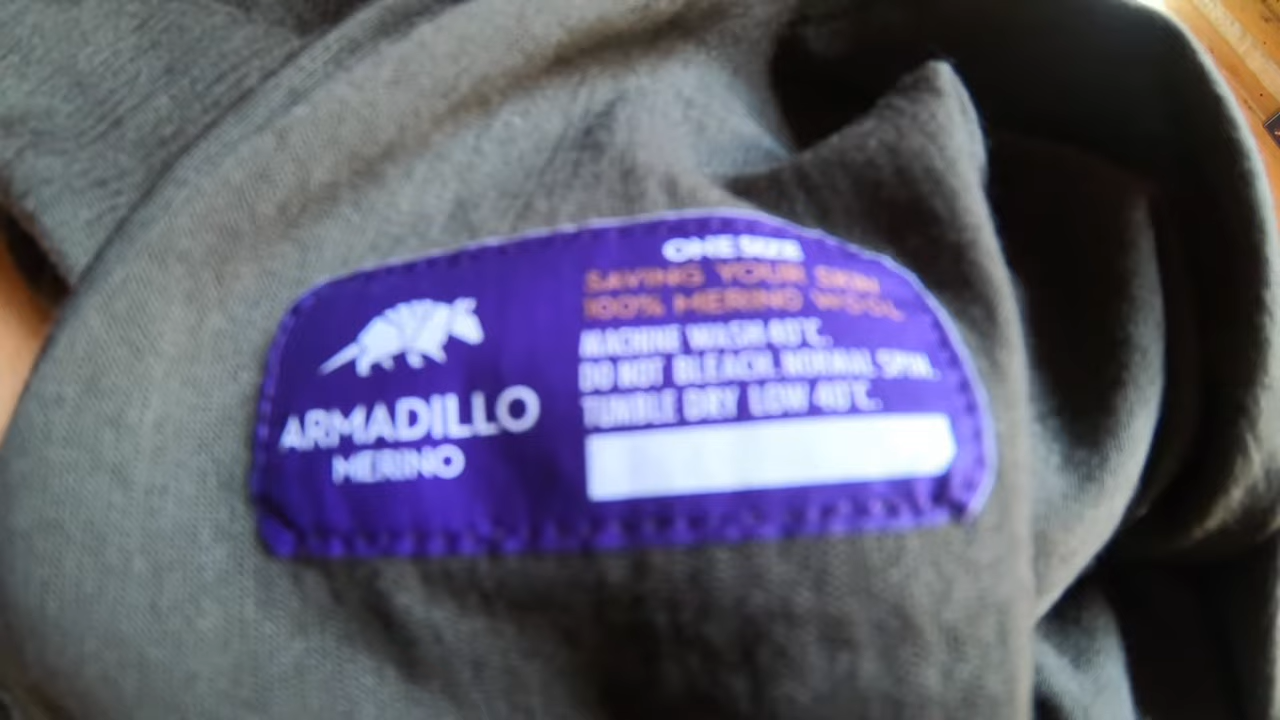 ARMADILLO
MERINO
ONE SIZE
SAVING YOUR SKIN
100% MERINO WOOL
MACHINE WASH 40°C.
DO NOT BLEACH. NORMAL SPIN.
TUMBLE DRY LOW 40°C.